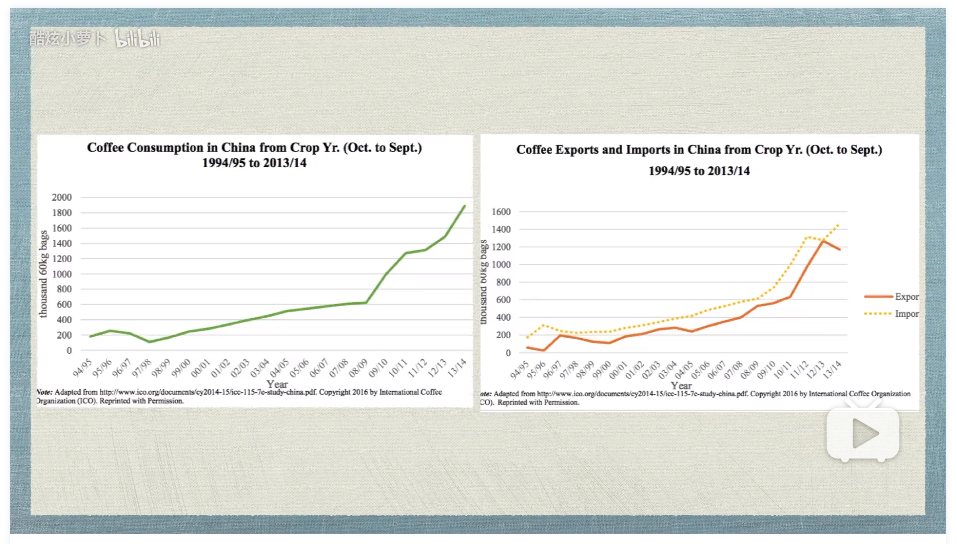 酷炫小萝卜 bilibili
Coffee Consumption in China from Crop Yr. (Oct. to Sept.)
1994/95 to 2013/14
thousand 60kg bags
2000
1800
1600
1400
1200
1000
800
600
400
200
0
94/95 95/96 96/97 97/98 98/99 99/00 00/01 01/02 02/03 03/04 04/05 05/06 06/07 07/08 08/09 09/10 10/11 11/12 12/13 13/14
Year
Note: Adapted from http://www.ico.org/documents/cy2014-15/icc-115-7e-study-china.pdf. Copyright 2016 by International Coffee
Organization (ICO). Reprinted with Permission.
Coffee Exports and Imports in China from Crop Yr. (Oct. to Sept.)
1994/95 to 2013/14
thousand 60kg bags
1600
1400
1200
1000
800
600
400
200
0
94/95 95/96 96/97 97/98 98/99 99/00 00/01 01/02 02/03 03/04 04/05 05/06 06/07 07/08 08/09 09/10 10/11 11/12 12/13 13/14
Year
Expor
Impor
ote: Adapted from http://www.ico.org/documents/cy2014-15/icc-115-7e-study-china.pdf. Copyright 2016 by International Coffee Organization
CO). Reprinted with Permission.